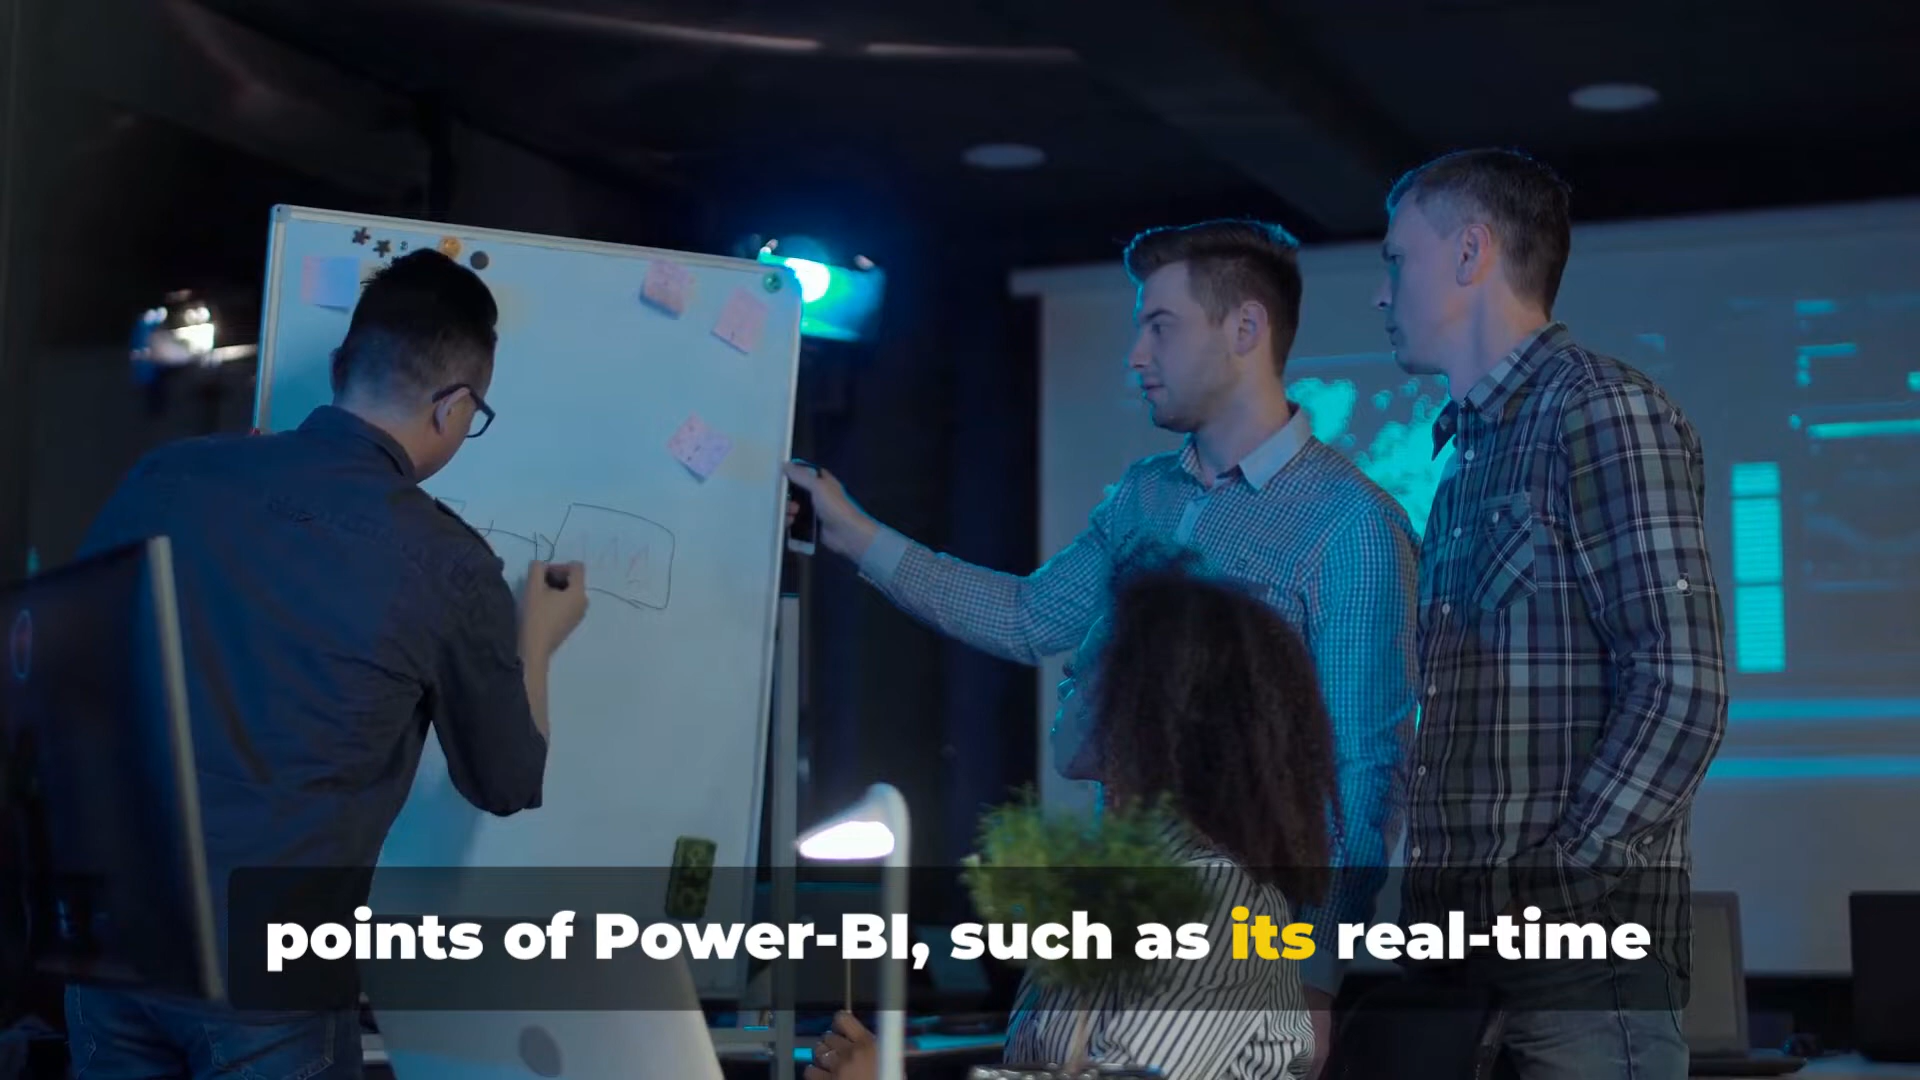 points of Power-BI, such as its real-time